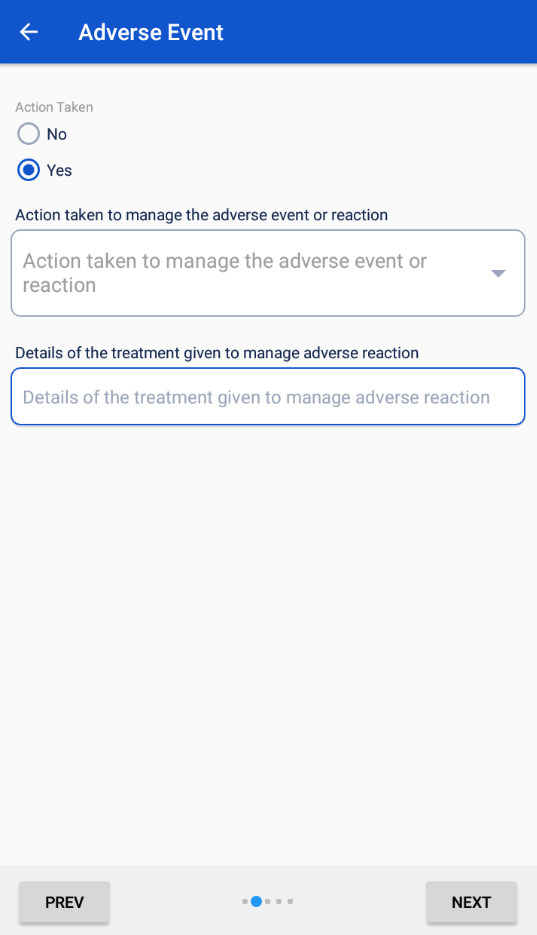 Adverse Event
Action Taken
No
Yes
Action taken to manage the adverse event or reaction
Action taken to manage the adverse event or
reaction
Details of the treatment given to manage adverse reaction
Details of the treatment given to manage adverse reaction
PREV
NEXT